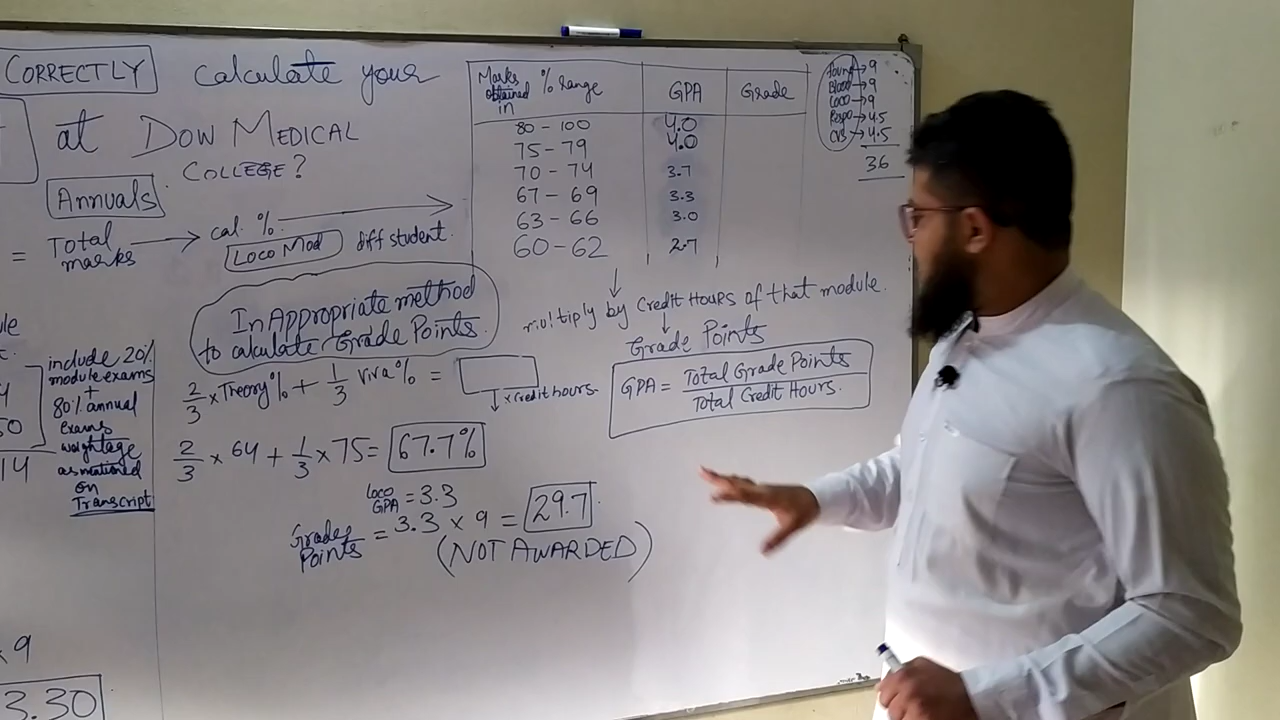 CORRECTLY calculate your
at DOW MEDICAL
COLLEGE?
Annuals
= Total marks → cal. % →
Loco Mod diff student.
InAppropriate method
to calculate Grade Points.
2/3 × Theory% + 1/3 viva% =
↓ × credit hours.
2/3 × 64 + 1/3 × 75 = 67.7%
Loco
GPA = 3.3
Grades
Points = 3.3 × 9 = 29.7
(NOT AWARDED)
include 20%
module exams
+
80% annual
exams
weightage
as mationed
on
Transcript
14
× 9
3.30
Marks obtained in % range GPA Grade
80 - 100 4.0
75 - 79 4.0
70 - 74 3.7
67 - 69 3.3
63 - 66 3.0
60 - 62 2.7
↓
multiply by Credit Hours of that module.
↓
Grade Points
GPA = Total Grade Points
Total Credit Hours.
Found → 9
Blood → 9
Loco → 9
Respo → 4.5
CVS → 4.5
36